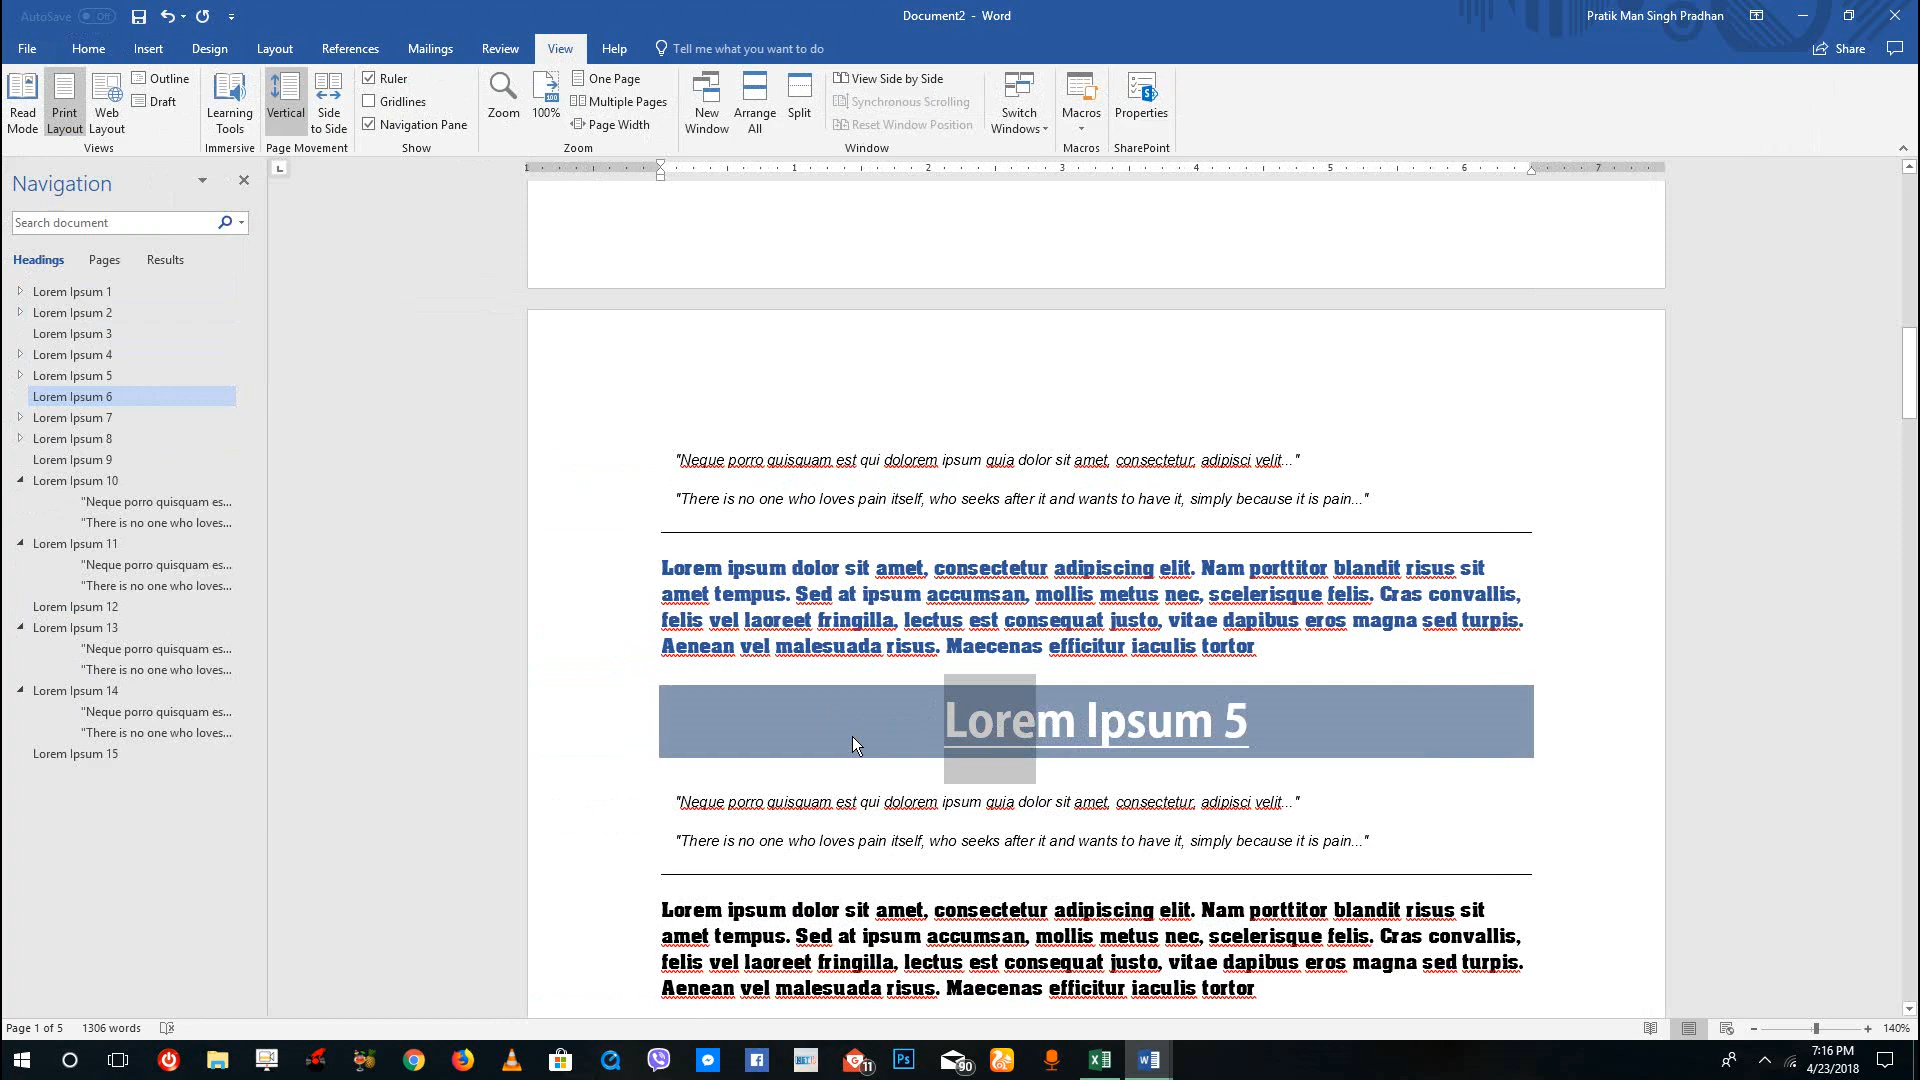 AutoSave Off
Document2 - Word
Pratik Man Singh Pradhan
File Home Insert Design Layout References Mailings Review View Help Tell me what you want to do
Share
Read Mode
Print Layout
Web Layout
Outline
Draft
Views
Learning Tools
Immersive
Vertical
Side to Side
Page Movement
Ruler
Gridlines
Navigation Pane
Show
Zoom
100%
One Page
Multiple Pages
Page Width
Zoom
New Window
Arrange All
Split
View Side by Side
Synchronous Scrolling
Reset Window Position
Window
Switch Windows
Macros
Macros
Properties
SharePoint
Navigation
Search document
Headings Pages Results
Lorem Ipsum 1
Lorem Ipsum 2
Lorem Ipsum 3
Lorem Ipsum 4
Lorem Ipsum 5
Lorem Ipsum 6
Lorem Ipsum 7
Lorem Ipsum 8
Lorem Ipsum 9
Lorem Ipsum 10
"Neque porro quisquam es...
"There is no one who loves...
Lorem Ipsum 11
"Neque porro quisquam es...
"There is no one who loves...
Lorem Ipsum 12
Lorem Ipsum 13
"Neque porro quisquam es...
"There is no one who loves...
Lorem Ipsum 14
"Neque porro quisquam es...
"There is no one who loves...
Lorem Ipsum 15
1 1 2 3 4 5 6 7
"Neque porro quisquam est qui dolorem ipsum quia dolor sit amet, consectetur, adipisci velit..."
"There is no one who loves pain itself, who seeks after it and wants to have it, simply because it is pain..."
Lorem ipsum dolor sit amet, consectetur adipiscing elit. Nam porttitor blandit risus sit
amet tempus. Sed at ipsum accumsan, mollis metus nec, scelerisque felis. Cras convallis,
felis vel laoreet fringilla, lectus est consequat justo, vitae dapibus eros magna sed turpis.
Aenean vel malesuada risus. Maecenas efficitur iaculis tortor
Lorem Ipsum 5
"Neque porro quisquam est qui dolorem ipsum quia dolor sit amet, consectetur, adipisci velit..."
"There is no one who loves pain itself, who seeks after it and wants to have it, simply because it is pain..."
Lorem ipsum dolor sit amet, consectetur adipiscing elit. Nam porttitor blandit risus sit
amet tempus. Sed at ipsum accumsan, mollis metus nec, scelerisque felis. Cras convallis,
felis vel laoreet fringilla, lectus est consequat justo, vitae dapibus eros magna sed turpis.
Aenean vel malesuada risus. Maecenas efficitur iaculis tortor
Page 1 of 5 1306 words
140%
11
Ps
90
7:16 PM
4/23/2018